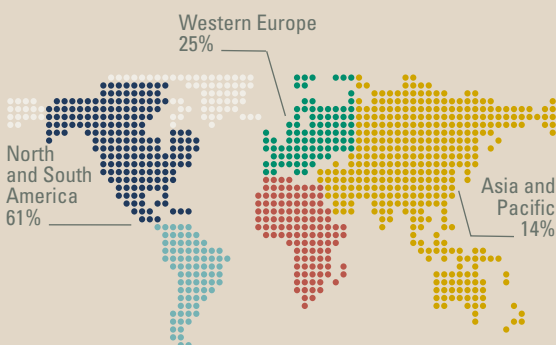 Western Europe
25%
North
and South
America
61%
Asia and
Pacific
14%